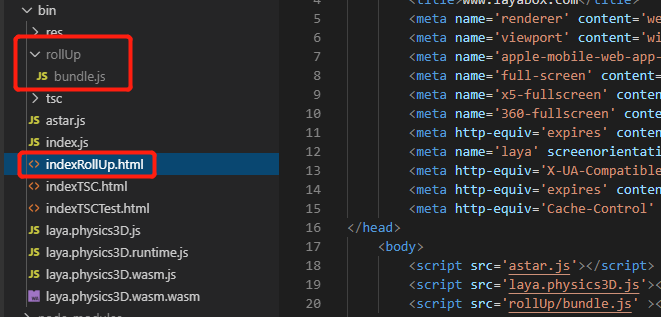 bin
res
rollUp
JS bundle.js
tsc
JS astar.js
JS index.js
<> indexRollUp.html
<> indexTSC.html
<> indexTSCTest.html
JS laya.physics3D.js
JS laya.physics3D.runtime.js
JS laya.physics3D.wasm.js
laya.physics3D.wasm.wasm
4 <title>www.layabox.com</title>
5 <meta name='renderer' content='we
6 <meta name='viewport' content='wi
7 <meta name='apple-mobile-web-app-
8 <meta name='full-screen' content=
9 <meta name='x5-fullscreen' conten
10 <meta name='360-fullscreen' conte
11 <meta http-equiv='expires' conten
12 <meta name='laya' screenorientati
13 <meta http-equiv='X-UA-Compatible
14 <meta http-equiv='expires' conten
15 <meta http-equiv='Cache-Control'
16 </head>
17 <body>
18 <script src='astar.js'></script>
19 <script src='laya.physics3D.js'><
20 <script src='rollUp/bundle.js' ><